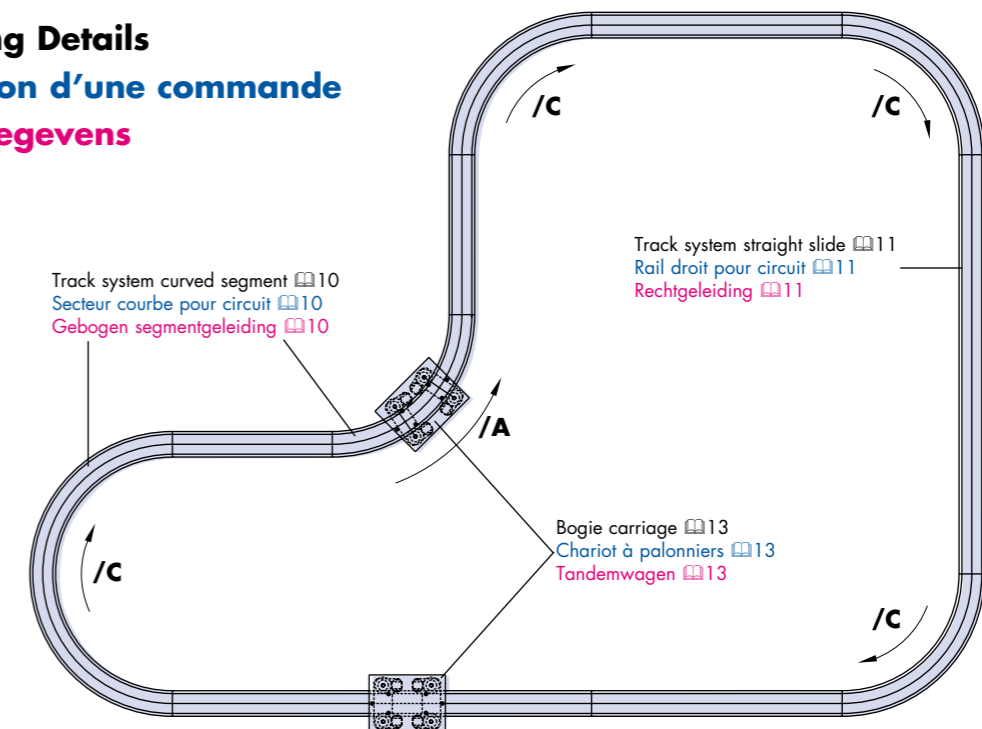 ng Details
on d’une commande
egevens
/C
/C
Track system straight slide 11
Rail droit pour circuit 11
Rechtgeleiding 11
Track system curved segment 10
Secteur courbe pour circuit 10
Gebogen segmentgeleiding 10
/A
Bogie carriage 13
Chariot à palonniers 13
Tandemwagen 13
/C
/C